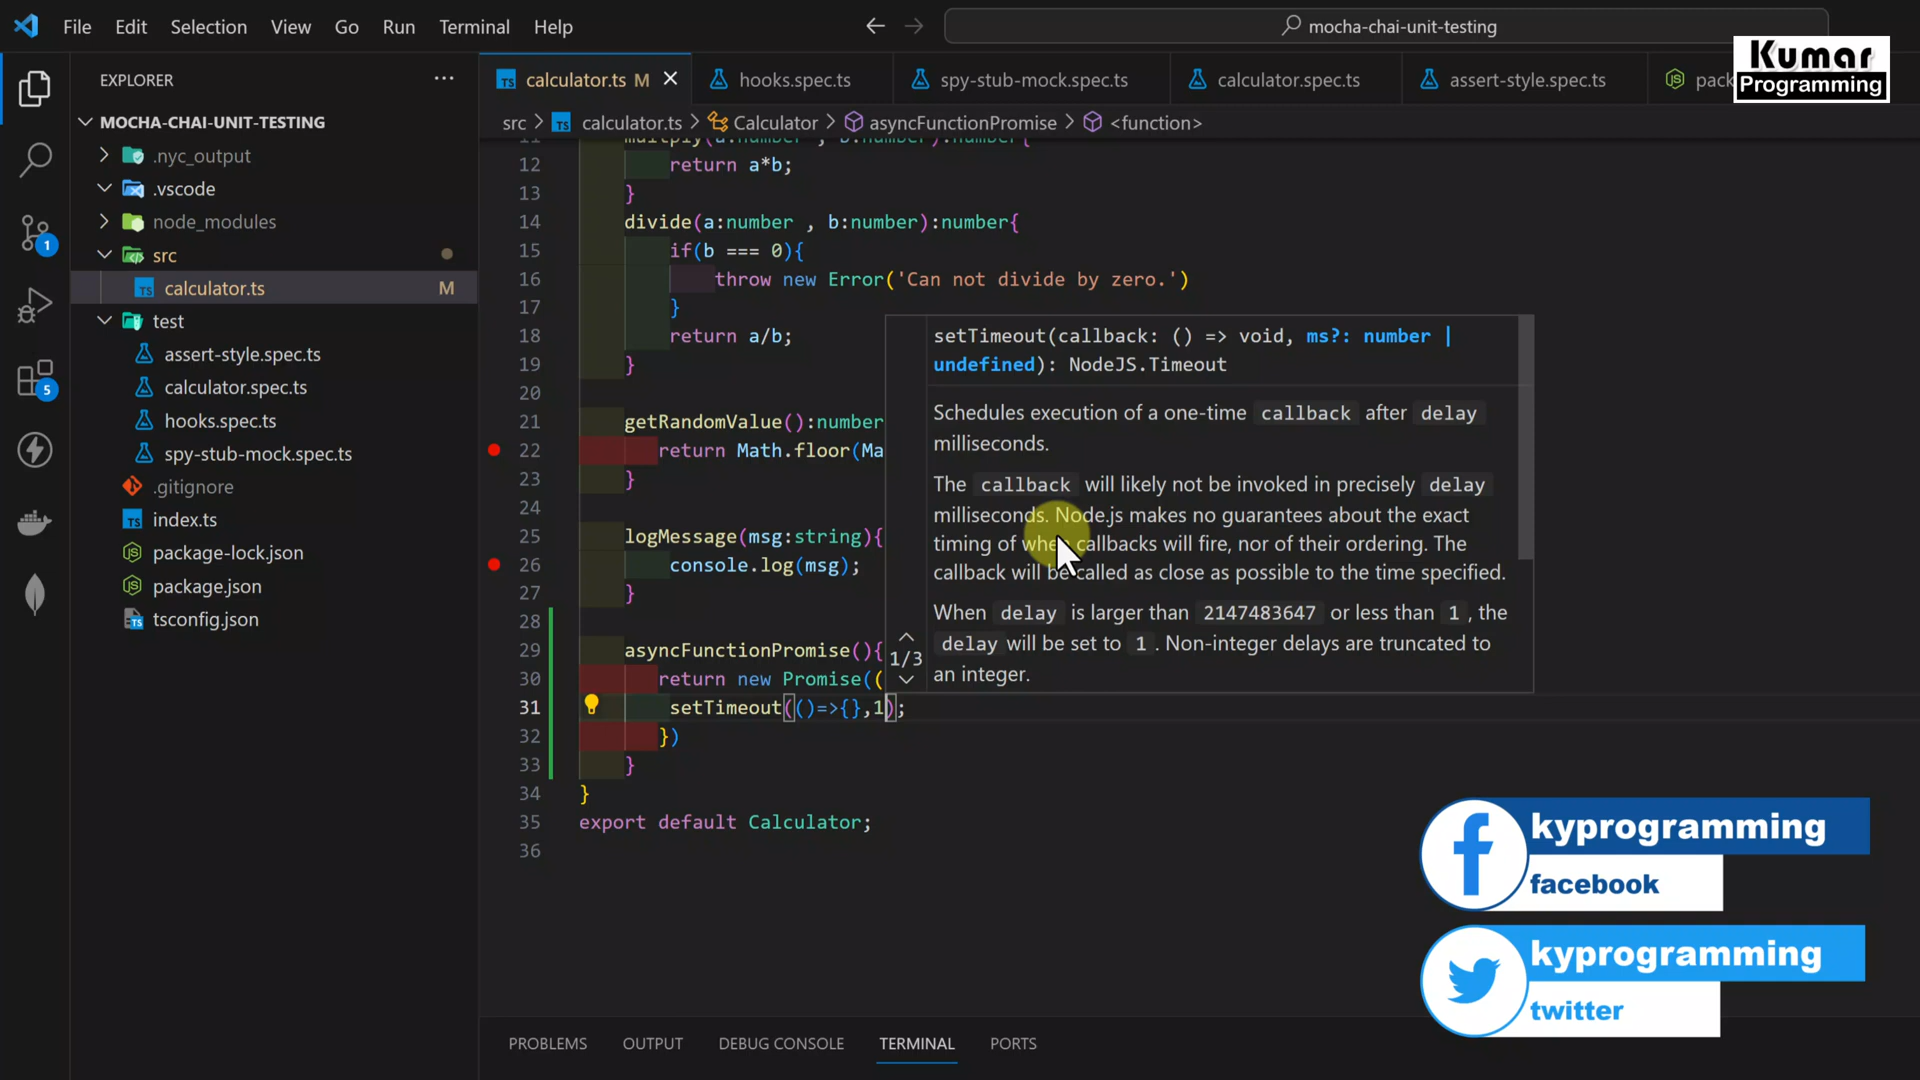 File Edit Selection View Go Run Terminal Help
mocha-chai-unit-testing
Kumar
Programming
EXPLORER
MOCHA-CHAI-UNIT-TESTING
.nyc_output
.vscode
node_modules
src
TS calculator.ts M
test
assert-style.spec.ts
calculator.spec.ts
hooks.spec.ts
spy-stub-mock.spec.ts
.gitignore
TS index.ts
package-lock.json
package.json
tsconfig.json
1
5
TS calculator.ts M
hooks.spec.ts
spy-stub-mock.spec.ts
calculator.spec.ts
assert-style.spec.ts
pack
src > TS calculator.ts > Calculator > asyncFunctionPromise > <function>
12 return a*b;
13 }
14 divide(a:number , b:number):number{
15 if(b === 0){
16 throw new Error('Can not divide by zero.')
17 }
18 return a/b;
19 }
20
21 getRandomValue():number
22 return Math.floor(Ma
23 }
24
25 logMessage(msg:string){
26 console.log(msg);
27 }
28
29 asyncFunctionPromise(){
30 return new Promise((
31 setTimeout(()=>{},1);
32 })
33 }
34 }
35 export default Calculator;
36
setTimeout(callback: () => void, ms?: number |
undefined): NodeJS.Timeout
Schedules execution of a one-time callback after delay
milliseconds.
The callback will likely not be invoked in precisely delay
milliseconds. Node.js makes no guarantees about the exact
timing of when callbacks will fire, nor of their ordering. The
callback will be called as close as possible to the time specified.
When delay is larger than 2147483647 or less than 1 , the
delay will be set to 1 . Non-integer delays are truncated to
an integer.
1/3
kyprogramming
facebook
kyprogramming
twitter
PROBLEMS OUTPUT DEBUG CONSOLE TERMINAL PORTS